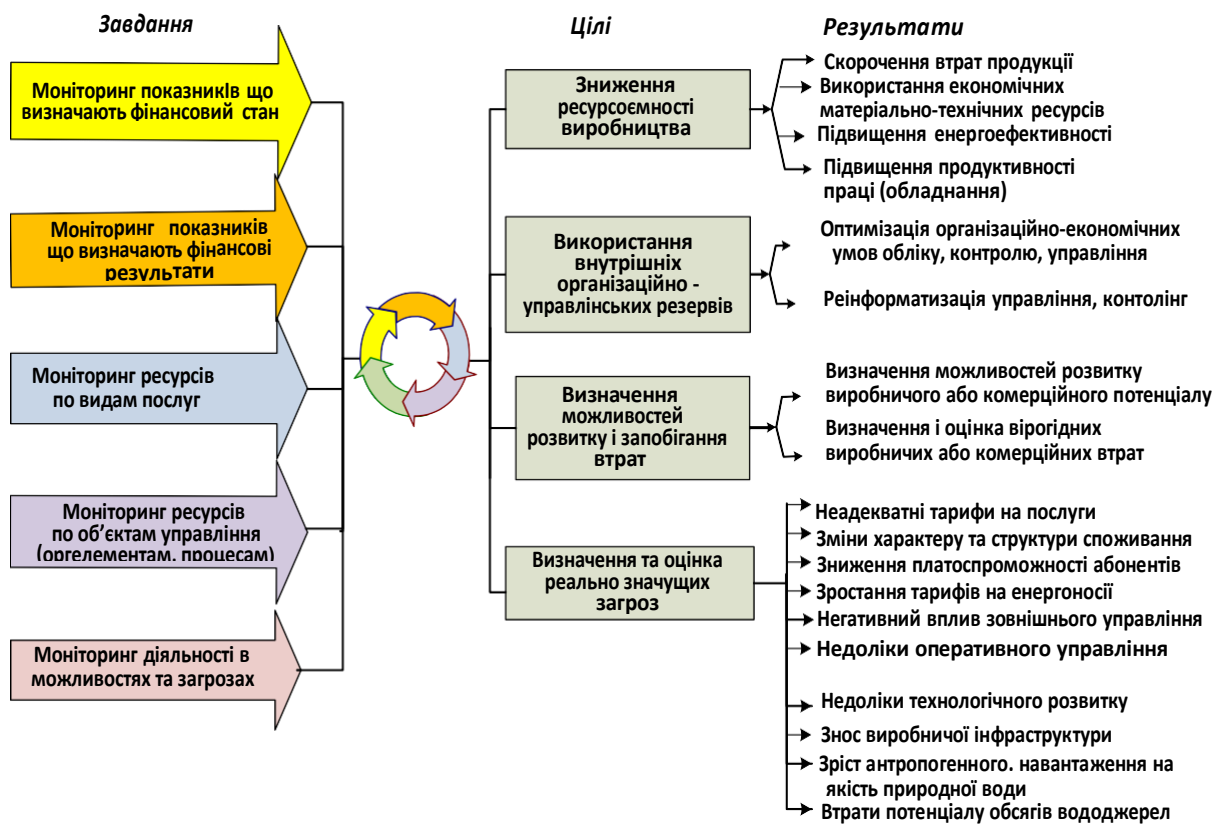 Завдання
Цілі
Результати
Моніторинг показників що
визначають фінансовий стан
Моніторинг показників
що визначають фінансові
результати
Моніторинг ресурсів
по видам послуг
Моніторинг ресурсів
по об’єктам управління
(оргелементам, процесам)
Моніторинг діяльності в
можливостях та загрозах
Зниження
ресурсоємності
виробництва
Використання
внутрішніх
організаційно -
управлінських резервів
Визначення
можливостей
розвитку і запобігання
втрат
Визначення та оцінка
реально значущих
загроз
Скорочення втрат продукції
Використання економічних
матеріально-технічних ресурсів
Підвищення енергоефективності
Підвищення продуктивності
праці (обладнання)
Оптимізація організаційно-економічних
умов обліку, контролю, управління
Реінформатизація управління, контолінг
Визначення можливостей розвитку
виробничого або комерційного потенціалу
Визначення і оцінка вірогідних
виробничих або комерційних втрат
Неадекватні тарифи на послуги
Зміни характеру та структури споживання
Зниження платоспроможності абонентів
Зростання тарифів на енергоносії
Негативний вплив зовнішнього управління
Недоліки оперативного управління
Недоліки технологічного розвитку
Знос виробничої інфраструктури
Зріст антропогенного. навантаження на
якість природної води
Втрати потенціалу обсягів вододжерел